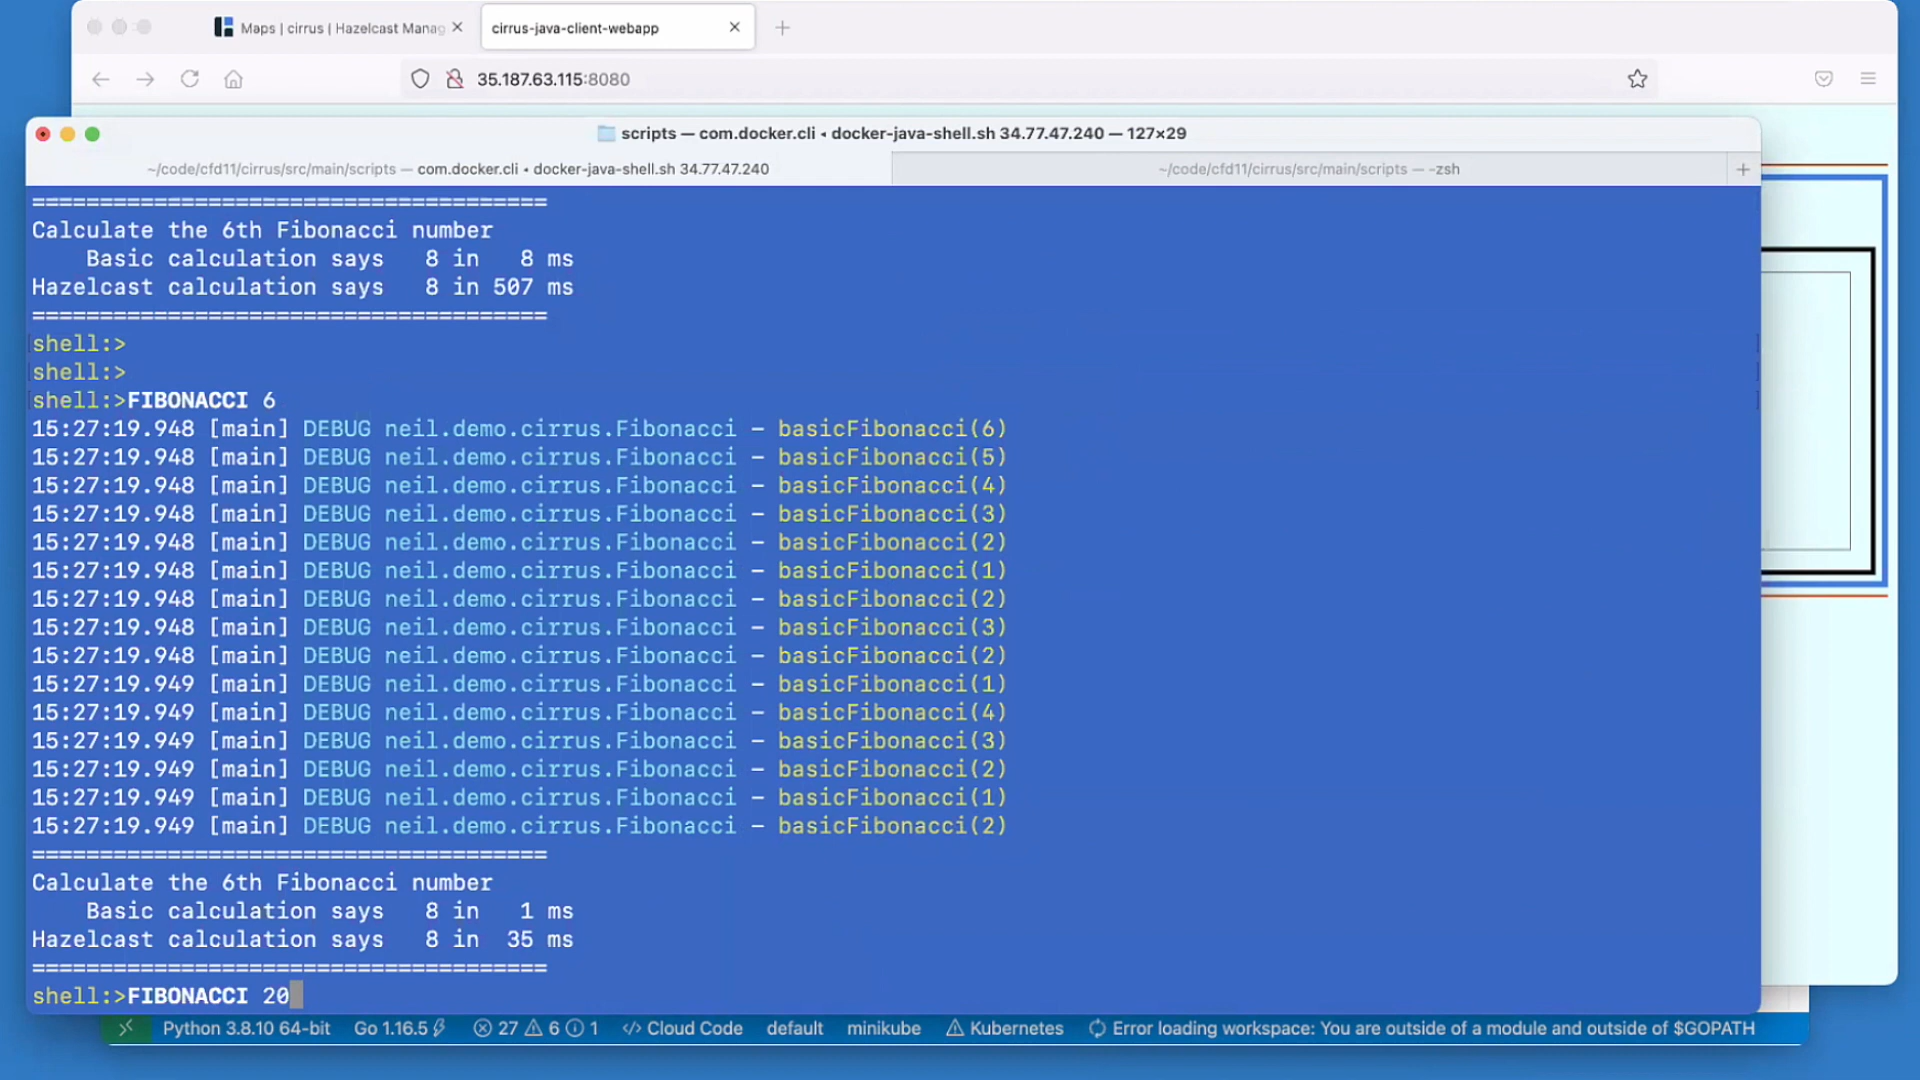 Maps | cirrus | Hazelcast Manag
cirrus-java-client-webapp
35.187.63.115:8080
scripts — com.docker.cli ◂ docker-java-shell.sh 34.77.47.240 — 127×29
~/code/cfd11/cirrus/src/main/scripts — com.docker.cli • docker-java-shell.sh 34.77.47.240
~/code/cfd11/cirrus/src/main/scripts — -zsh
======================================
Calculate the 6th Fibonacci number
    Basic calculation says   8 in   8 ms
Hazelcast calculation says   8 in 507 ms
======================================
shell:>
shell:>
shell:>FIBONACCI 6
15:27:19.948 [main] DEBUG neil.demo.cirrus.Fibonacci – basicFibonacci(6)
15:27:19.948 [main] DEBUG neil.demo.cirrus.Fibonacci – basicFibonacci(5)
15:27:19.948 [main] DEBUG neil.demo.cirrus.Fibonacci – basicFibonacci(4)
15:27:19.948 [main] DEBUG neil.demo.cirrus.Fibonacci – basicFibonacci(3)
15:27:19.948 [main] DEBUG neil.demo.cirrus.Fibonacci – basicFibonacci(2)
15:27:19.948 [main] DEBUG neil.demo.cirrus.Fibonacci – basicFibonacci(1)
15:27:19.948 [main] DEBUG neil.demo.cirrus.Fibonacci – basicFibonacci(2)
15:27:19.948 [main] DEBUG neil.demo.cirrus.Fibonacci – basicFibonacci(3)
15:27:19.948 [main] DEBUG neil.demo.cirrus.Fibonacci – basicFibonacci(2)
15:27:19.949 [main] DEBUG neil.demo.cirrus.Fibonacci – basicFibonacci(1)
15:27:19.949 [main] DEBUG neil.demo.cirrus.Fibonacci – basicFibonacci(4)
15:27:19.949 [main] DEBUG neil.demo.cirrus.Fibonacci – basicFibonacci(3)
15:27:19.949 [main] DEBUG neil.demo.cirrus.Fibonacci – basicFibonacci(2)
15:27:19.949 [main] DEBUG neil.demo.cirrus.Fibonacci – basicFibonacci(1)
15:27:19.949 [main] DEBUG neil.demo.cirrus.Fibonacci – basicFibonacci(2)
======================================
Calculate the 6th Fibonacci number
    Basic calculation says   8 in   1 ms
Hazelcast calculation says   8 in  35 ms
======================================
shell:>FIBONACCI 20
Python 3.8.10 64-bit Go 1.16.5 27 6 1 Cloud Code default minikube Kubernetes Error loading workspace: You are outside of a module and outside of $GOPATH